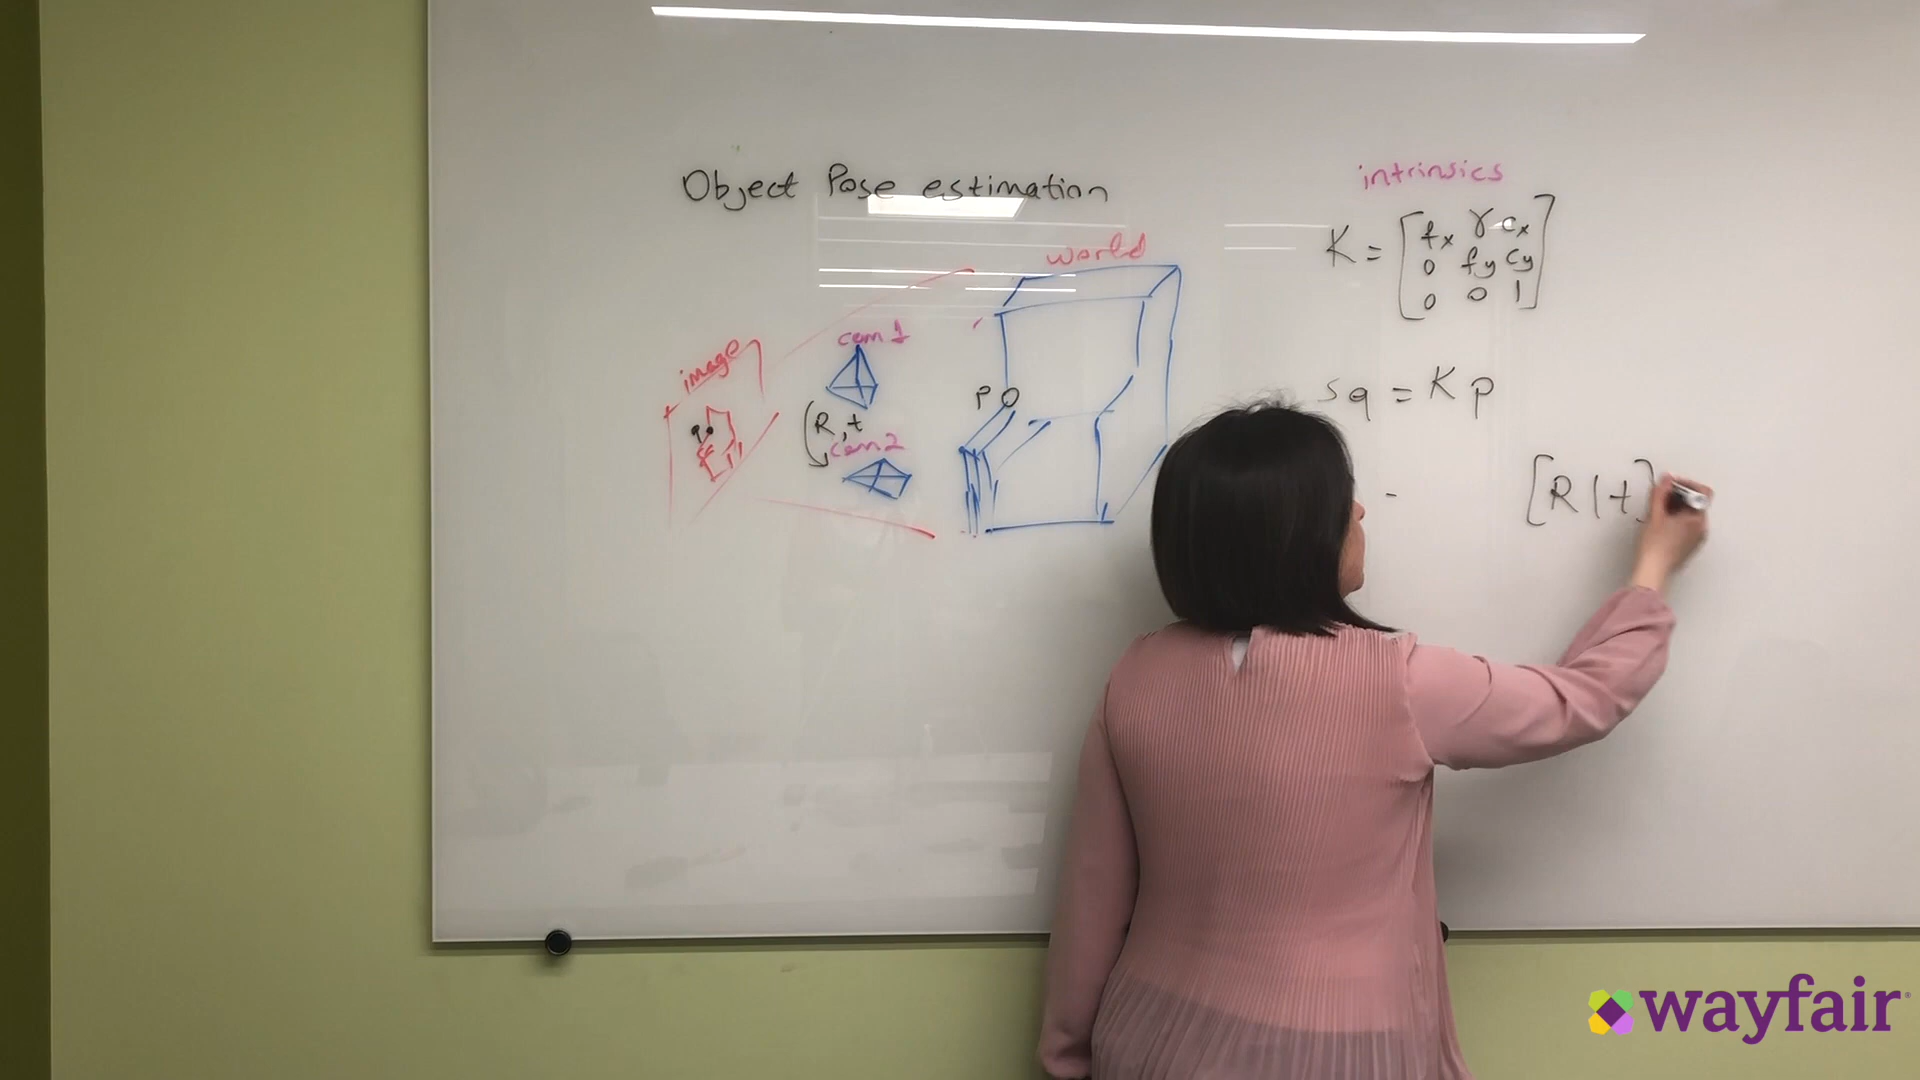 Object Pose estimation
intrinsics
K = [fx γ cx
0 fy cy
0 0 1]
world
image
cam 1
P
q
R, t
cam 2
sq = K p
[R | t]
wayfair